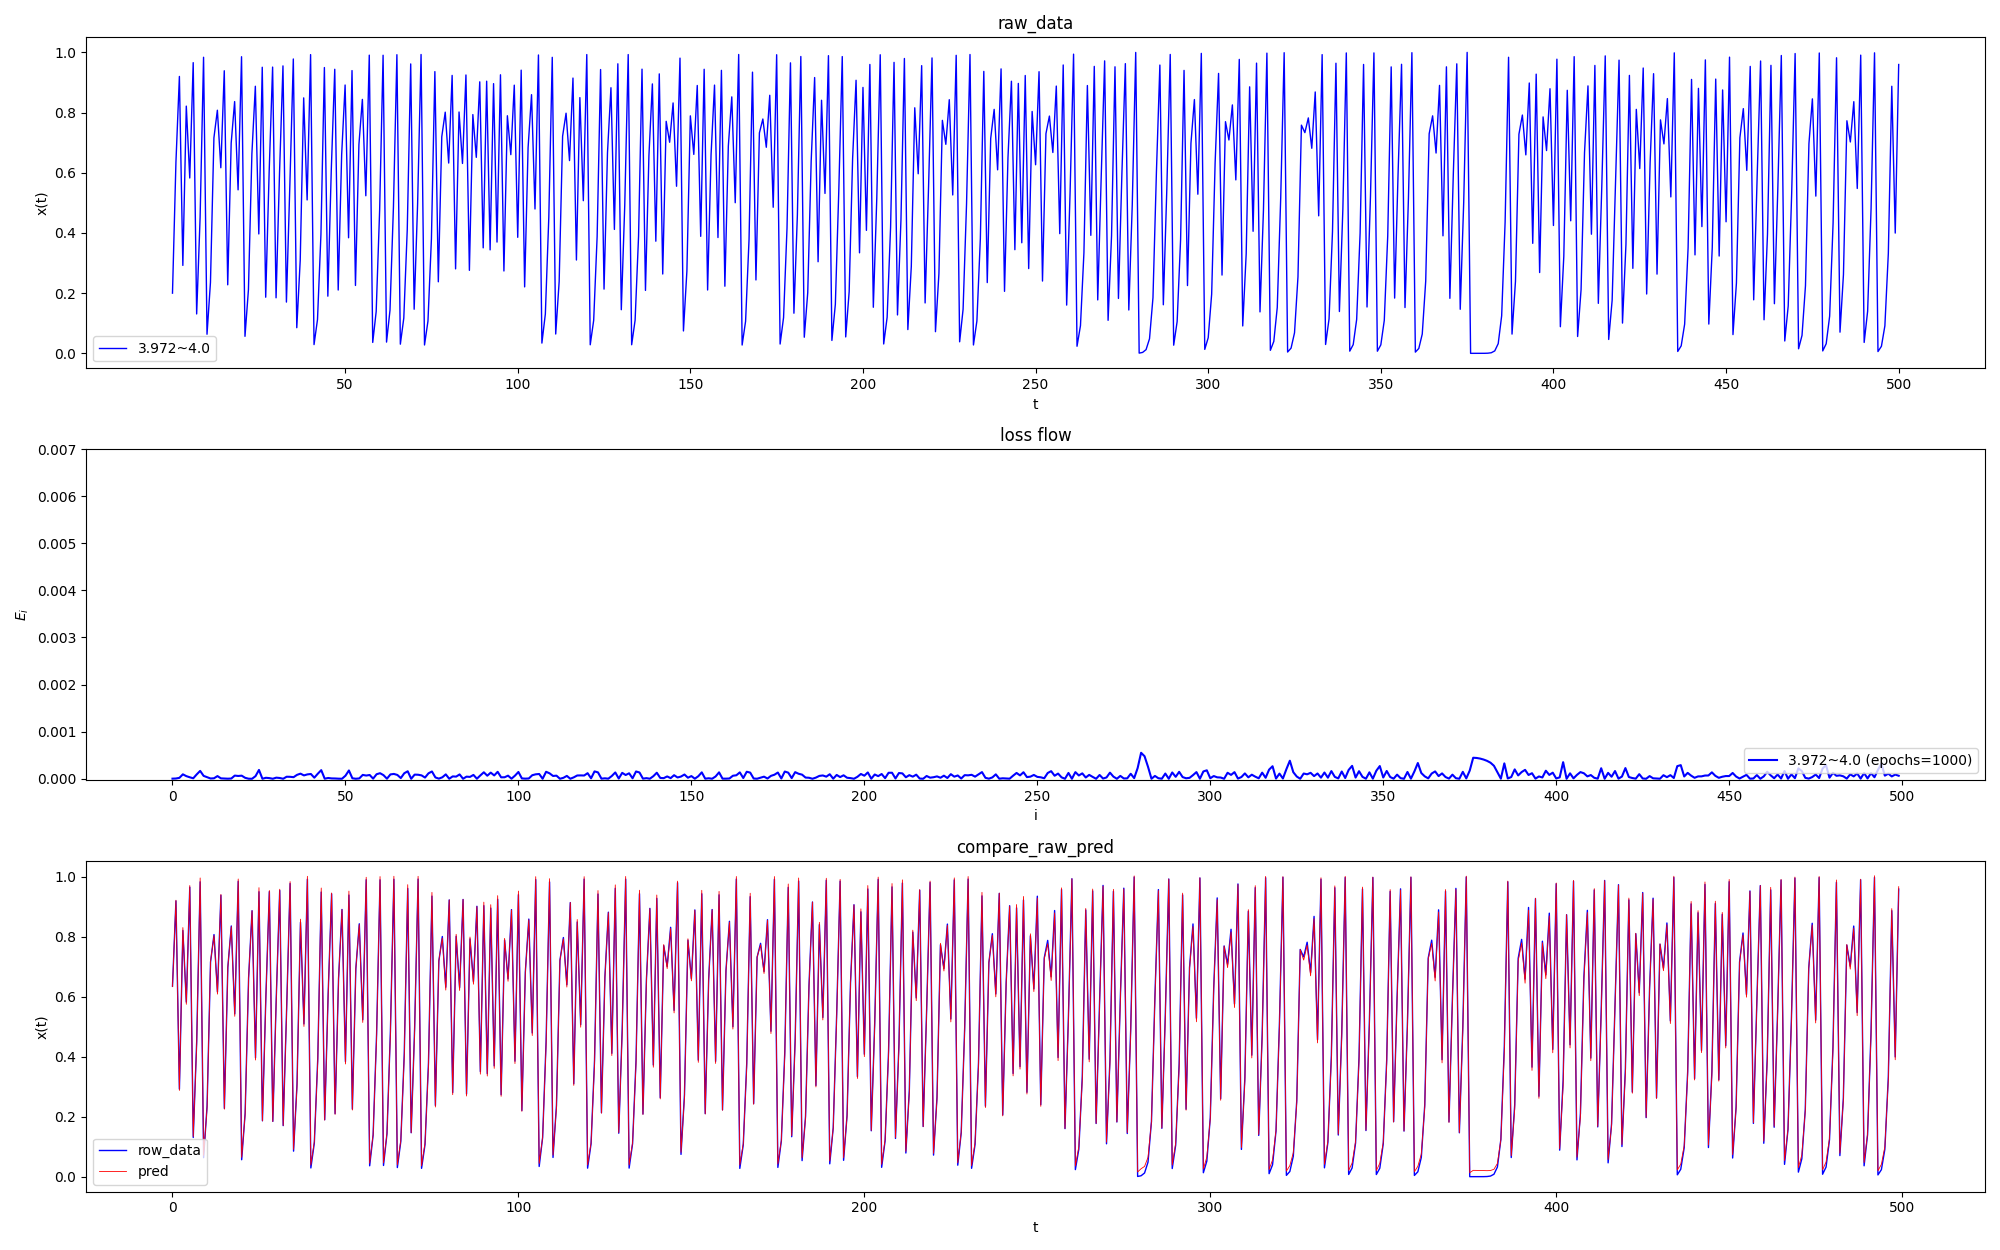 raw_data
1.0
0.8
0.6
0.4
0.2
0.0
x(t)
3.972~4.0
50 100 150 200 250 300 350 400 450 500
t
loss flow
0.007
0.006
0.005
0.004
0.003
0.002
0.001
0.000
E_i
3.972~4.0 (epochs=1000)
0 50 100 150 200 250 300 350 400 450 500
i
compare_raw_pred
1.0
0.8
0.6
0.4
0.2
0.0
x(t)
row_data
pred
0 100 200 300 400 500
t